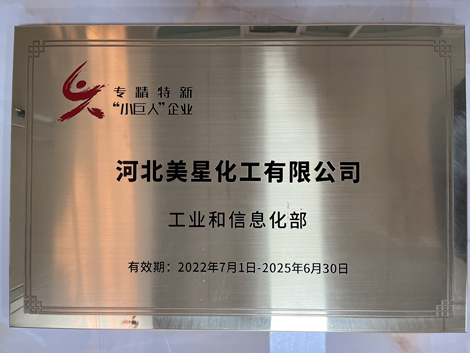 专精特新
“小巨人”企业
河北美星化工有限公司
工业和信息化部
有效期：2022年7月1日-2025年6月30日